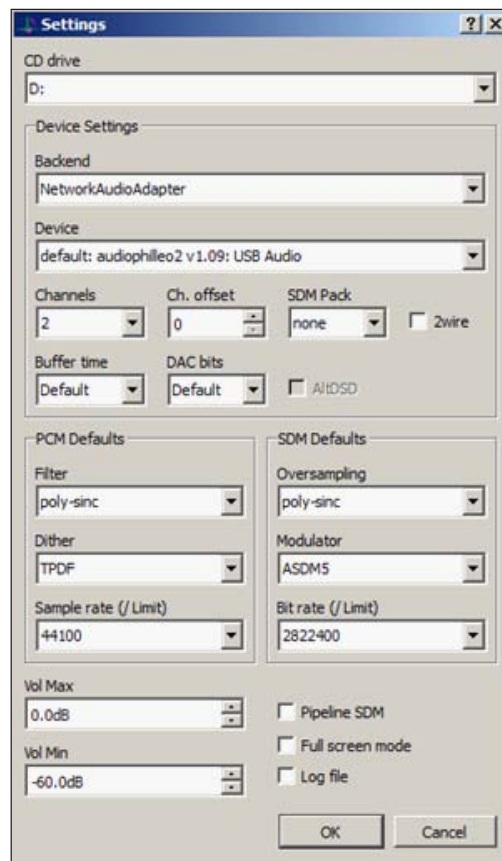 Settings
CD drive
D:
Device Settings
Backend
NetworkAudioAdapter
Device
default: audiophilleo2 v1.09: USB Audio
Channels Ch. offset SDM Pack
2 0 none 2wire
Buffer time DAC bits
Default Default AltDSD
PCM Defaults
Filter
poly-sinc
Dither
TPDF
Sample rate (/ Limit)
44100
SDM Defaults
Oversampling
poly-sinc
Modulator
ASDM5
Bit rate (/ Limit)
2822400
Vol Max
0.0dB
Vol Min
-60.0dB
Pipeline SDM
Full screen mode
Log file
OK Cancel